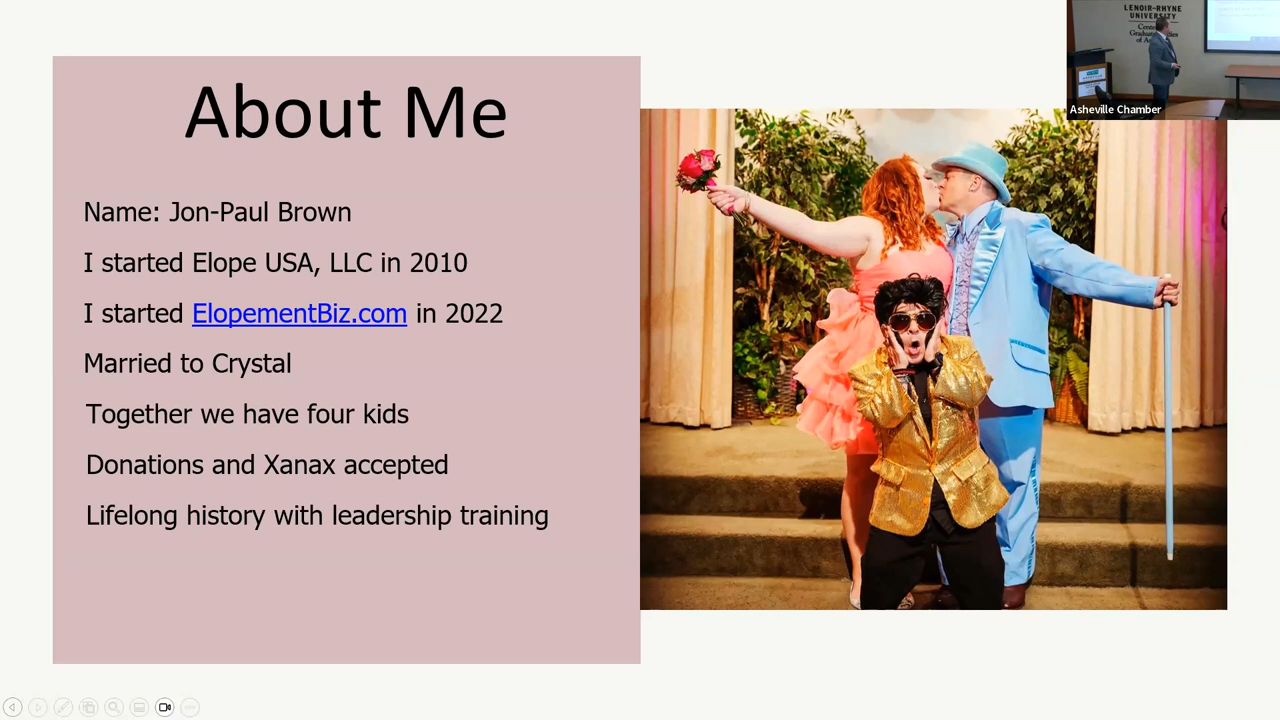 About Me
Name: Jon-Paul Brown
I started Elope USA, LLC in 2010
I started ElopementBiz.com in 2022
Married to Crystal
Together we have four kids
Donations and Xanax accepted
Lifelong history with leadership training
LENOIR-RHYNE
UNIVERSITY
Asheville Chamber